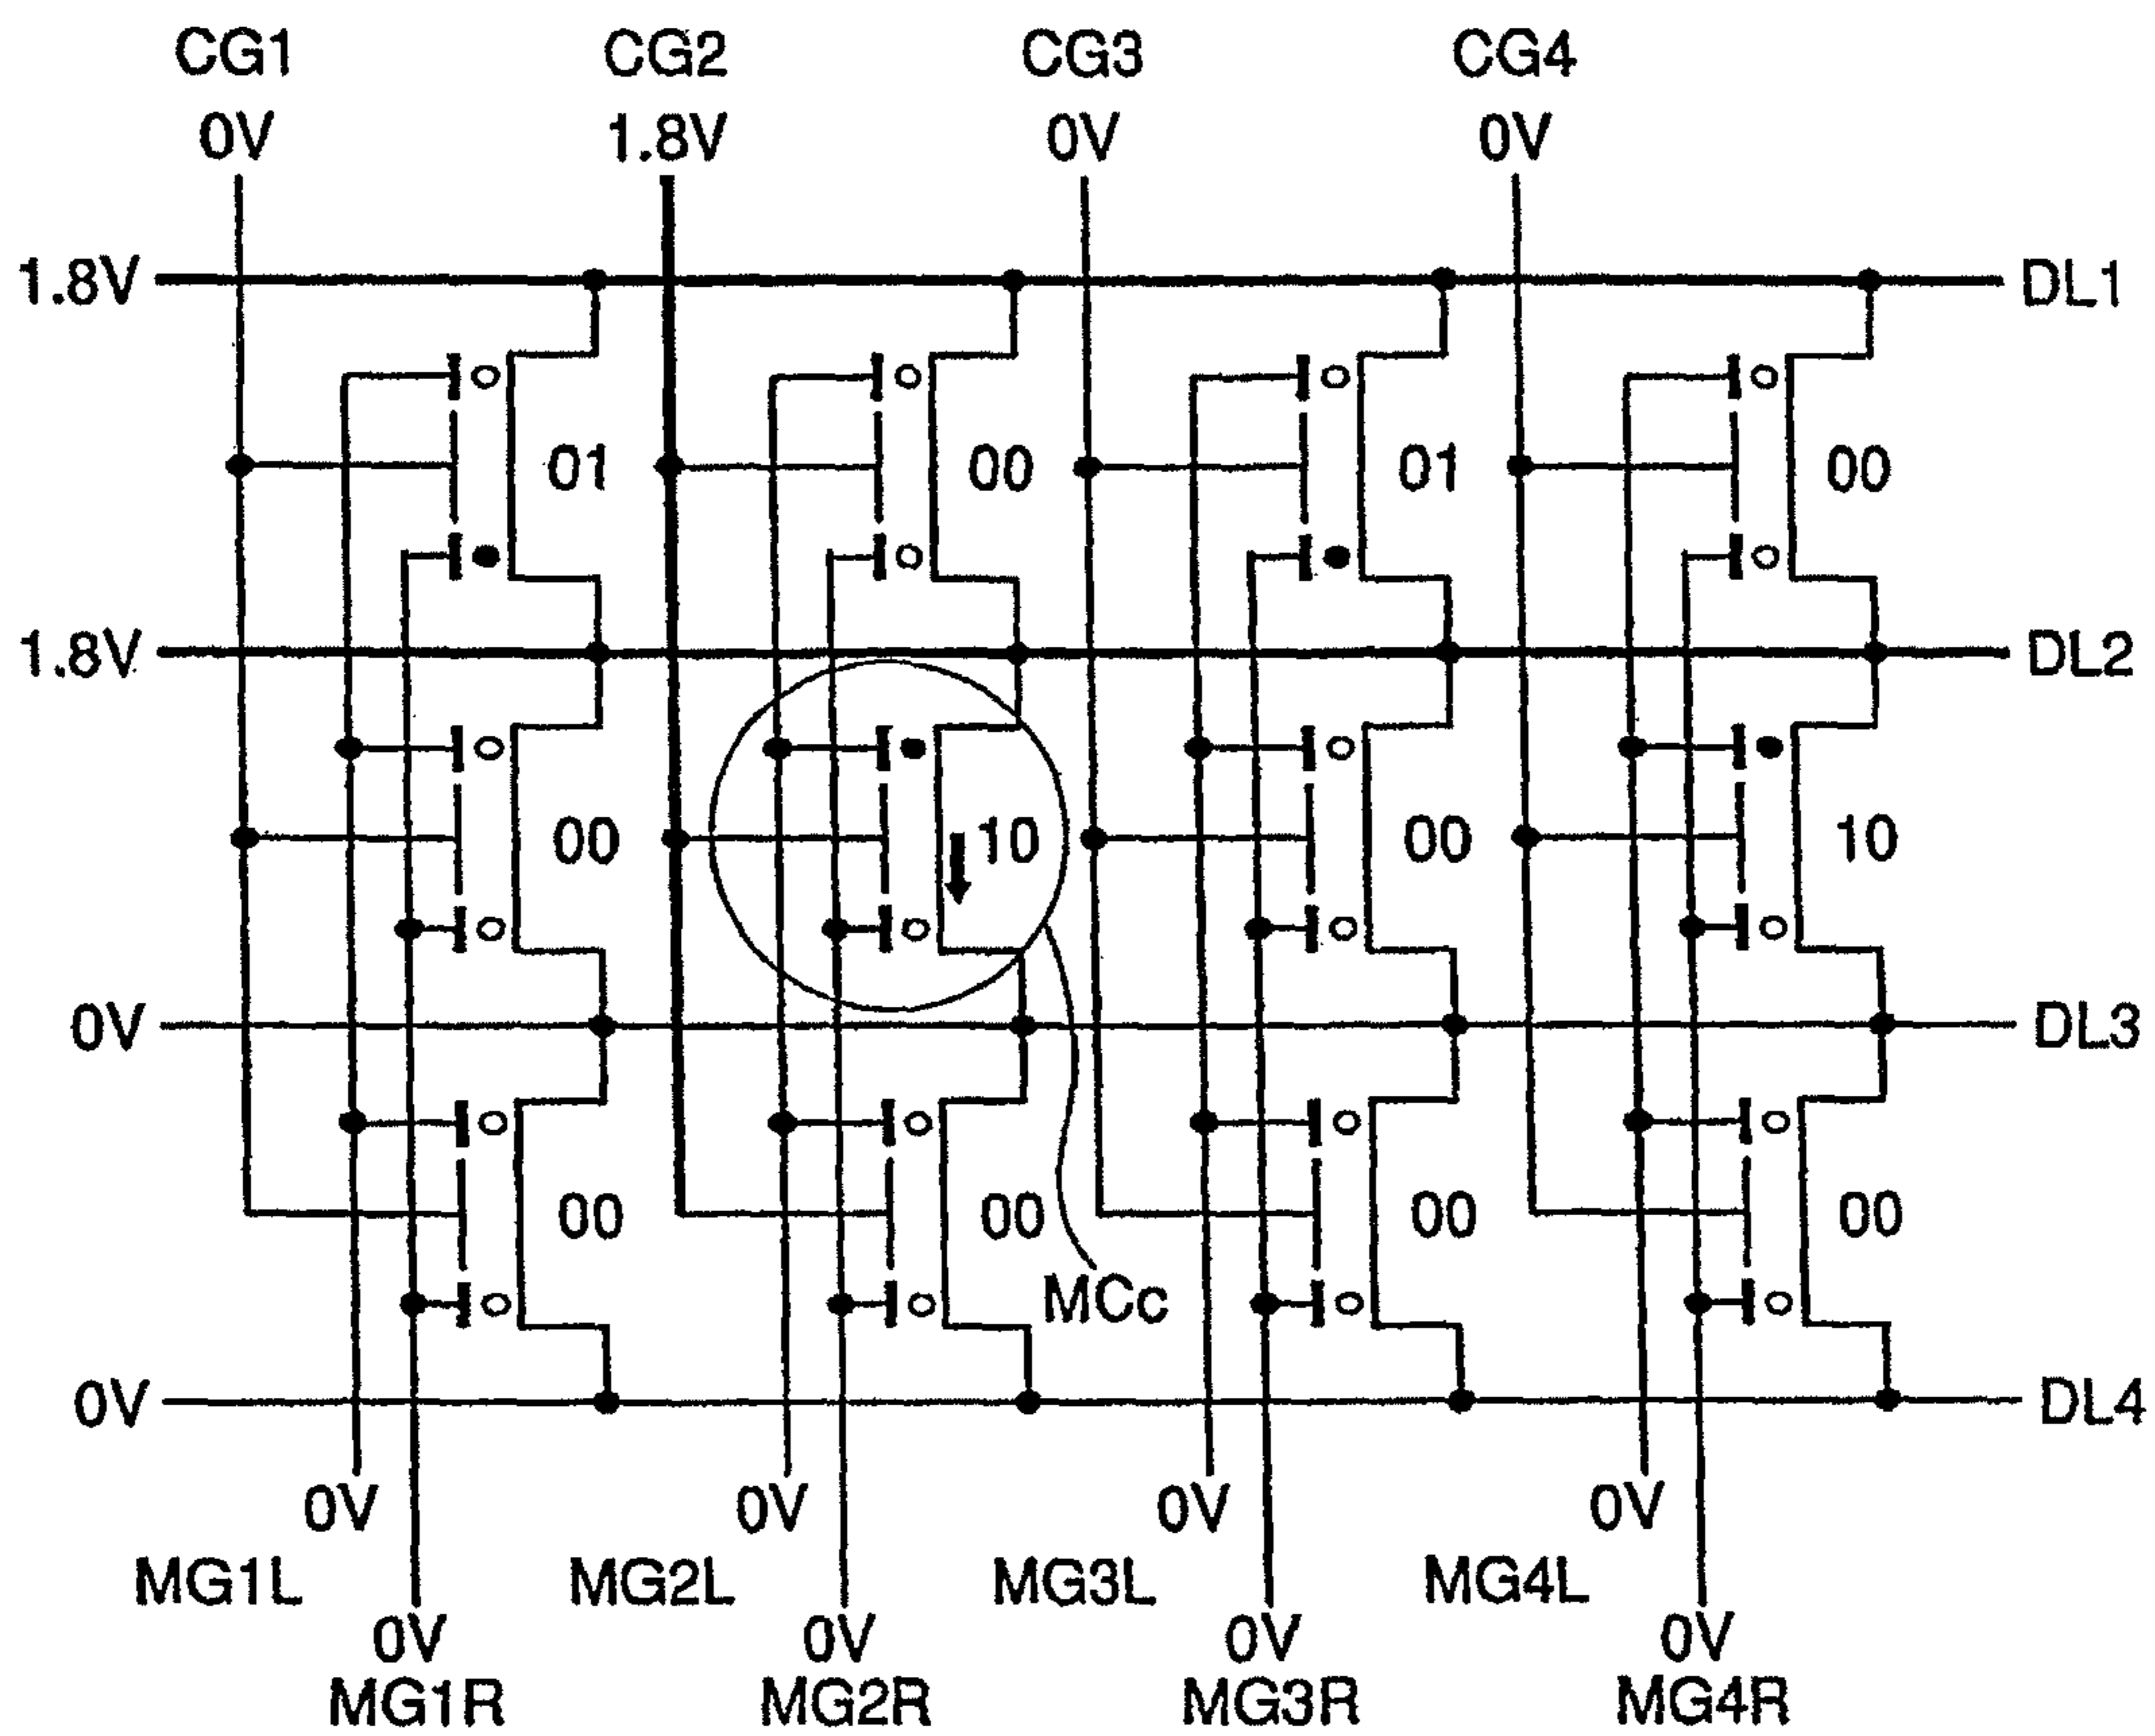 CG1 CG2 CG3 CG4
0V 1.8V 0V 0V
1.8V DL1
01 00 01 00
1.8V DL2
00 10 00 10
0V DL3
00 00 00 00
MCc
0V DL4
0V 0V 0V 0V
MG1L MG2L MG3L MG4L
0V 0V 0V 0V
MG1R MG2R MG3R MG4R